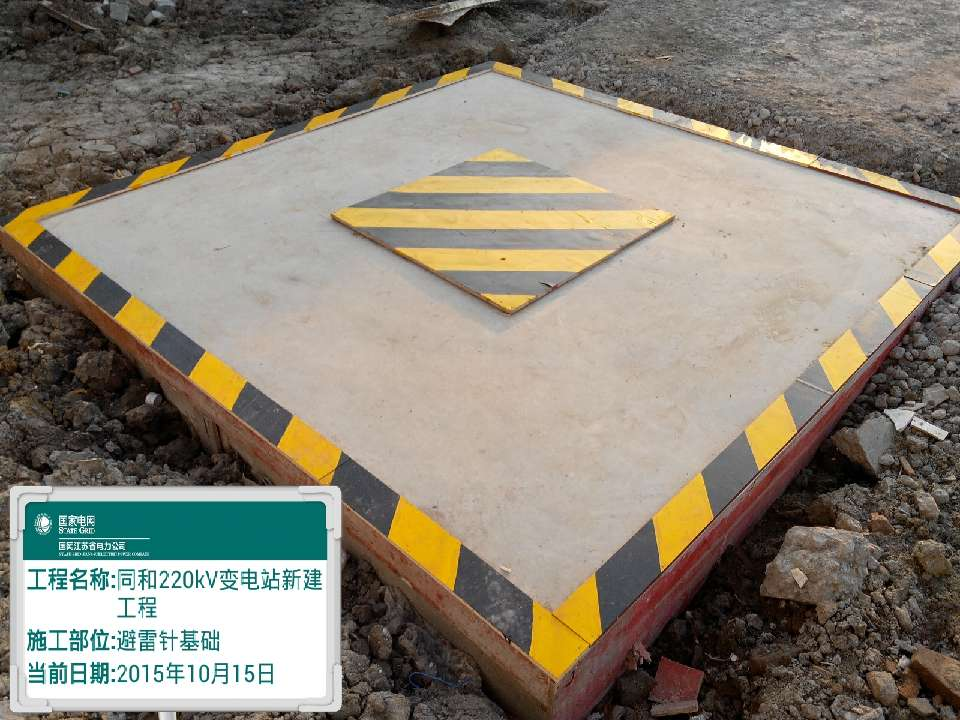 国家电网
STATE GRID
国网江苏省电力公司
工程名称:同和220kV变电站新建
工程
施工部位:避雷针基础
当前日期:2015年10月15日